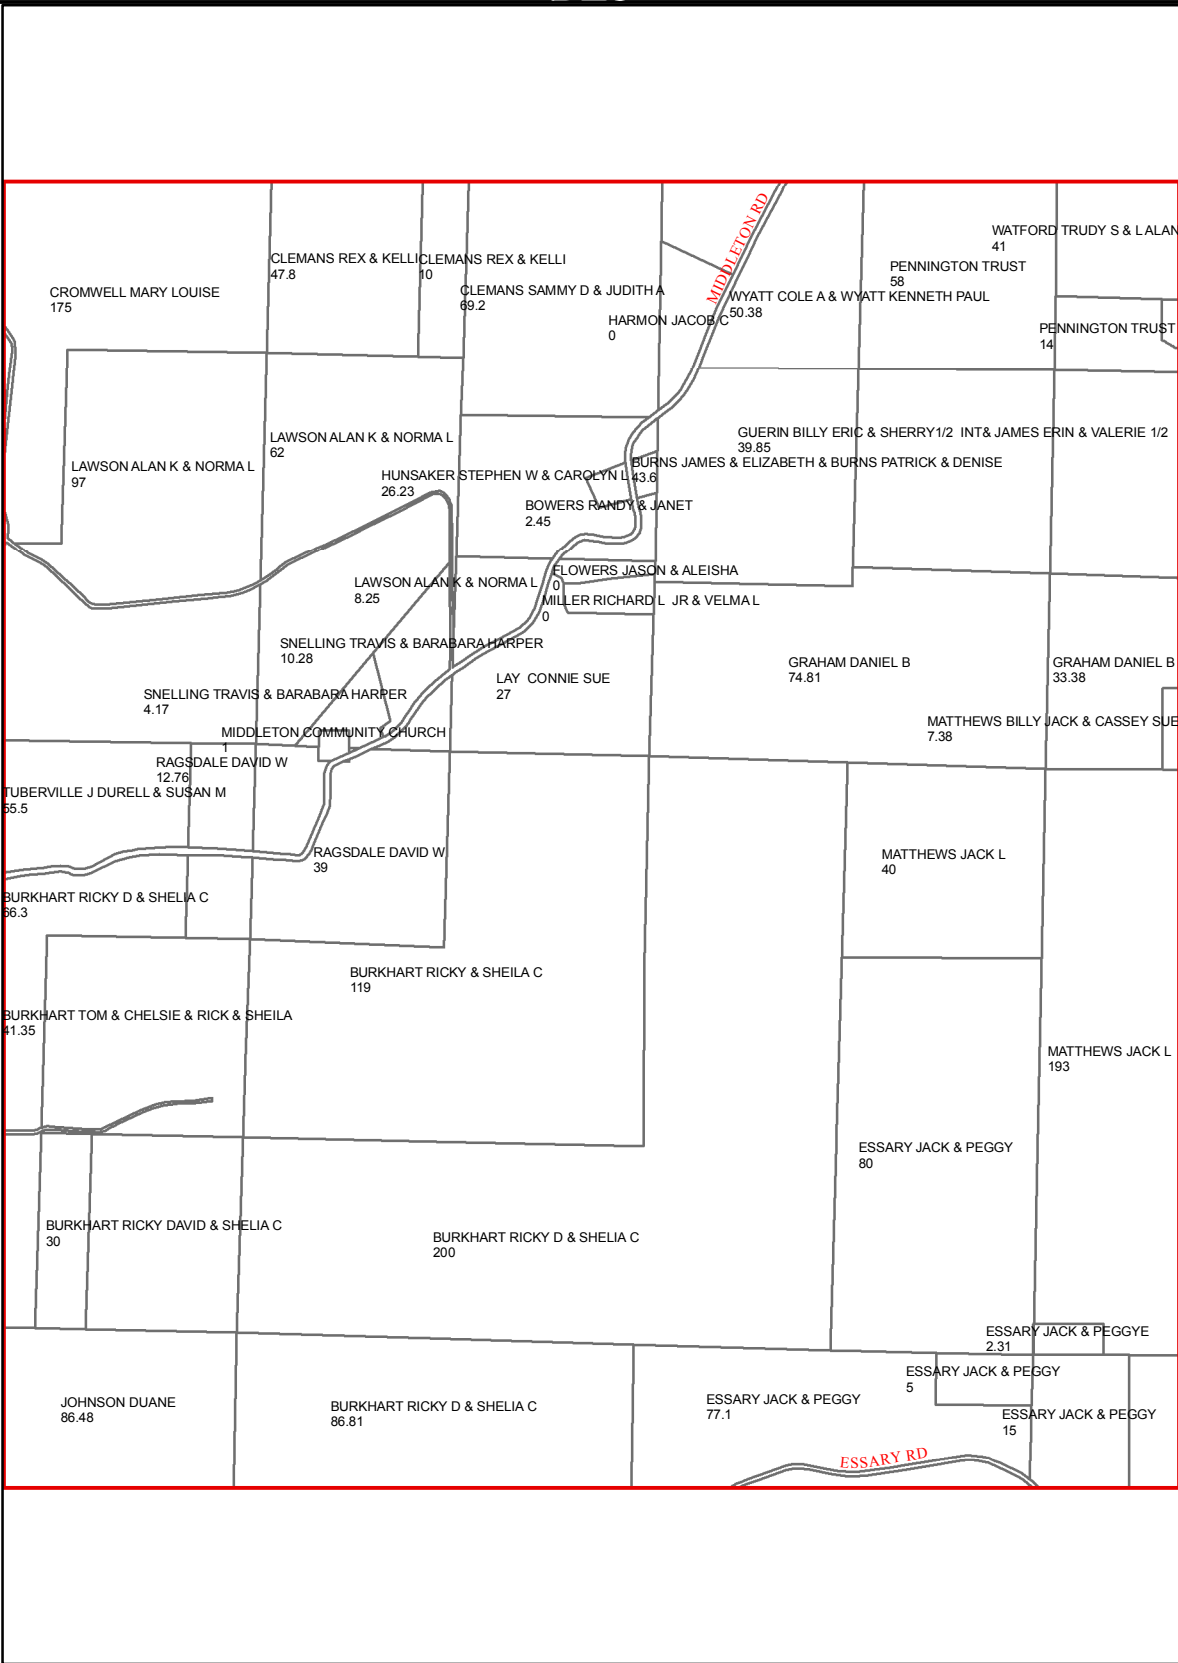 WATFORD TRUDY S & L ALAN
41
CLEMANS REX & KELLI
47.8
CLEMANS REX & KELLI
10
PENNINGTON TRUST
58
CROMWELL MARY LOUISE
175
CLEMANS SAMMY D & JUDITH A
69.2
MIDDLETON RD
WYATT COLE A & WYATT KENNETH PAUL
50.38
HARMON JACOB C
0
PENNINGTON TRUST
14
LAWSON ALAN K & NORMA L
62
GUERIN BILLY ERIC & SHERRY1/2 INT& JAMES ERIN & VALERIE 1/2
39.85
LAWSON ALAN K & NORMA L
97
HUNSAKER STEPHEN W & CAROLYN L
26.23
BURNS JAMES & ELIZABETH & BURNS PATRICK & DENISE
43.6
BOWERS RANDY & JANET
2.45
FLOWERS JASON & ALEISHA
0
LAWSON ALAN K & NORMA L
8.25
MILLER RICHARD L JR & VELMA L
0
SNELLING TRAVIS & BARABARA HARPER
10.28
GRAHAM DANIEL B
74.81
GRAHAM DANIEL B
33.38
LAY CONNIE SUE
27
SNELLING TRAVIS & BARABARA HARPER
4.17
MATTHEWS BILLY JACK & CASSEY SUE
7.38
MIDDLETON COMMUNITY CHURCH
1
RAGSDALE DAVID W
12.76
TUBERVILLE J DURELL & SUSAN M
55.5
RAGSDALE DAVID W
39
MATTHEWS JACK L
40
BURKHART RICKY D & SHELIA C
66.3
BURKHART RICKY & SHEILA C
119
BURKHART TOM & CHELSIE & RICK & SHEILA
41.35
MATTHEWS JACK L
193
ESSARY JACK & PEGGY
80
BURKHART RICKY DAVID & SHELIA C
30
BURKHART RICKY D & SHELIA C
200
ESSARY JACK & PEGGYE
2.31
ESSARY JACK & PEGGY
5
JOHNSON DUANE
86.48
BURKHART RICKY D & SHELIA C
86.81
ESSARY JACK & PEGGY
77.1
ESSARY JACK & PEGGY
15
ESSARY RD